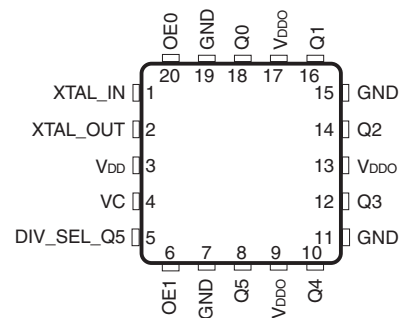 OE0 GND Q0 VDDO Q1
20 19 18 17 16
XTAL_IN 1 15 GND
XTAL_OUT 2 14 Q2
VDD 3 13 VDDO
VC 4 12 Q3
DIV_SEL_Q5 5 11 GND
6 7 8 9 10
OE1 GND Q5 VDDO Q4